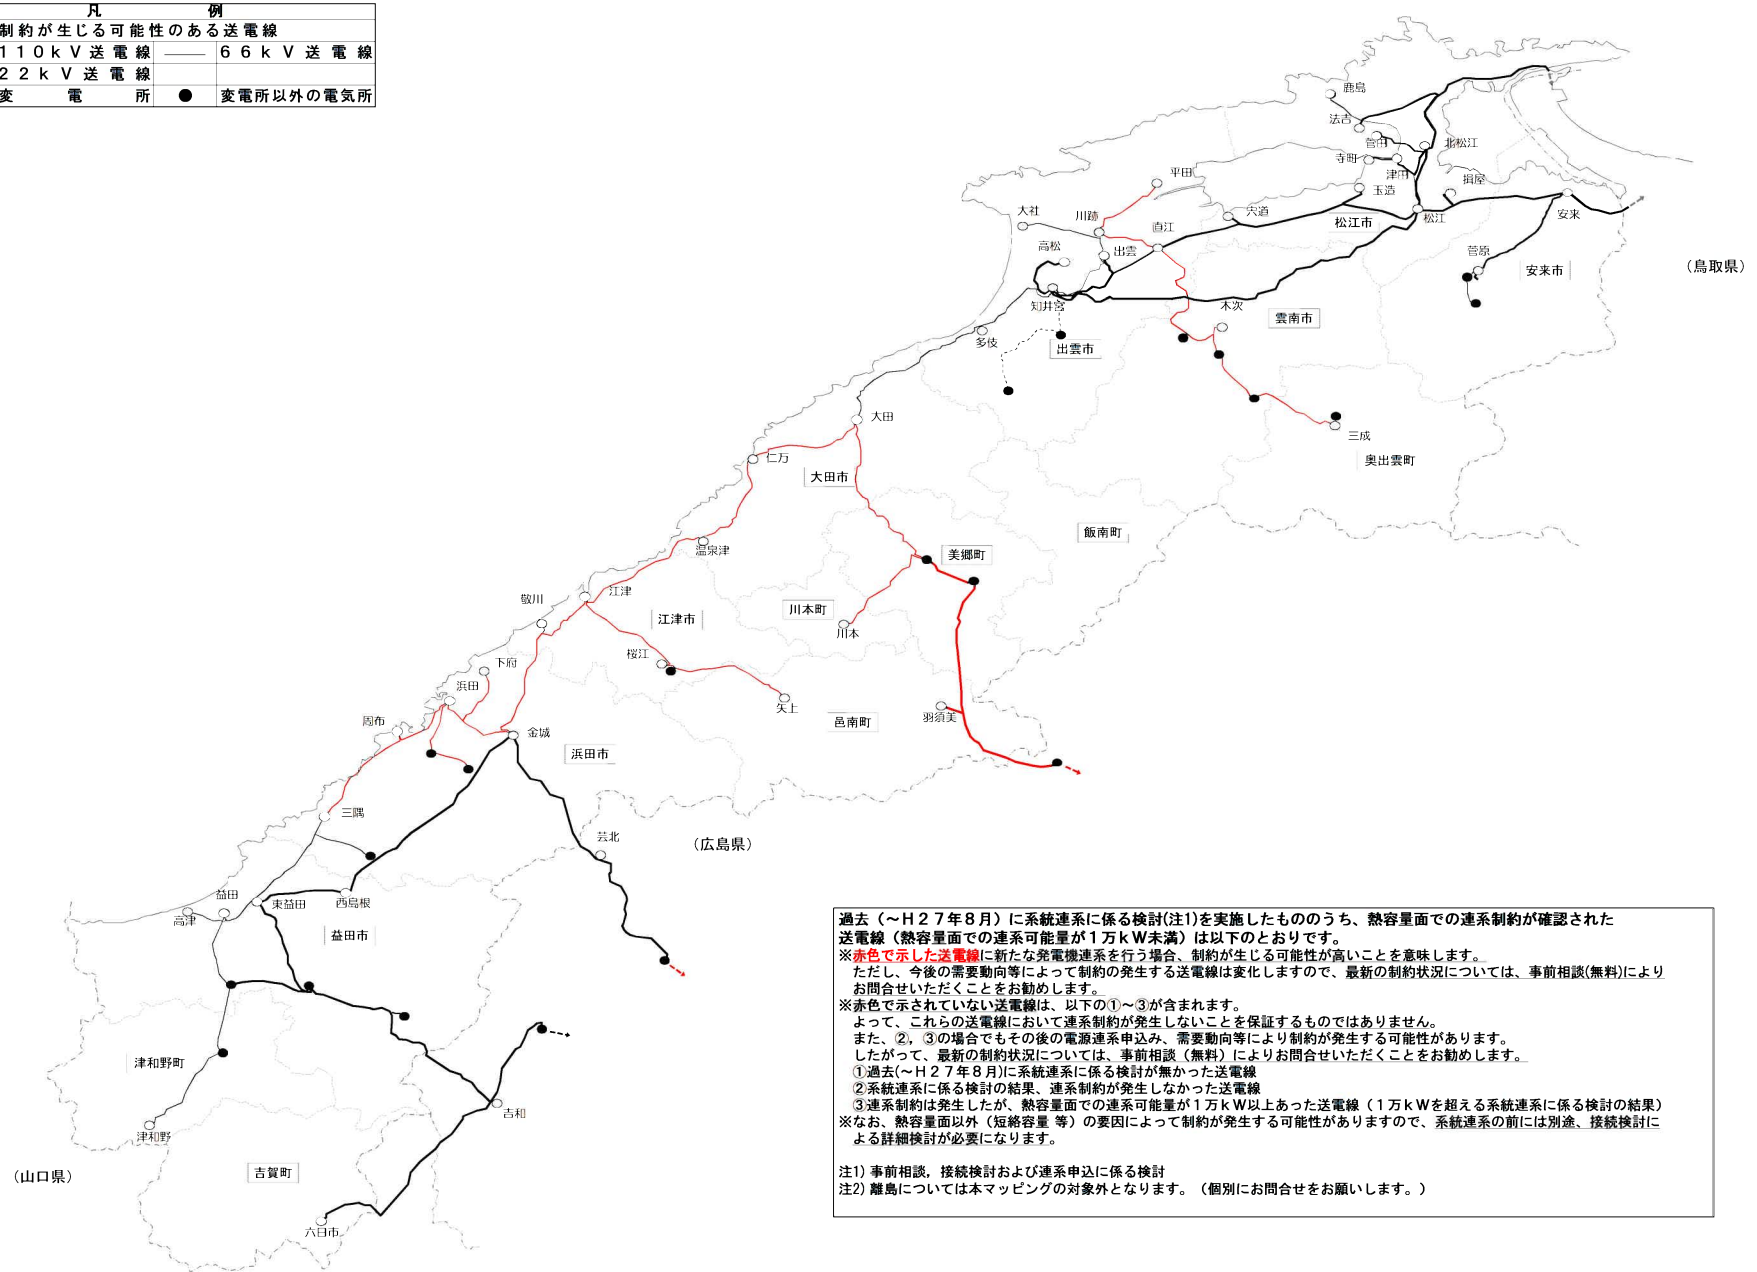 凡例
制約が生じる可能性のある送電線
110kV送電線 66kV送電線
22kV送電線
変電所 ● 変電所以外の電気所
鹿島
法吉
菅田
北松江
寺町
津田
玉造
揖屋
平田
大社
川跡
直江
宍道
松江市
松江
安来
高松
出雲
菅原
安来市
(鳥取県)
知井宮
木次
雲南市
多伎
出雲市
大田
三成
奥出雲町
仁万
大田市
飯南町
温泉津
美郷町
敬川
江津
江津市
川本町
川本
桜江
下府
浜田
矢上
邑南町
羽須美
周布
金城
浜田市
三隅
芸北
(広島県)
益田
高津
東益田
西島根
益田市
津和野町
吉和
津和野
吉賀町
(山口県)
六日市
過去(~H27年8月)に系統連系に係る検討(注1)を実施したもののうち、熱容量面での連系制約が確認された
送電線(熱容量面での連系可能量が1万kW未満)は以下のとおりです。
※赤色で示した送電線に新たな発電機連系を行う場合、制約が生じる可能性が高いことを意味します。
ただし、今後の需要動向等によって制約の発生する送電線は変化しますので、最新の制約状況については、事前相談(無料)により
お問合せいただくことをお勧めします。
※赤色で示されていない送電線は、以下の①~③が含まれます。
よって、これらの送電線において連系制約が発生しないことを保証するものではありません。
また、②,③の場合でもその後の電源連系申込み、需要動向等により制約が発生する可能性があります。
したがって、最新の制約状況については、事前相談(無料)によりお問合せいただくことをお勧めします。
①過去(~H27年8月)に系統連系に係る検討が無かった送電線
②系統連系に係る検討の結果、連系制約が発生しなかった送電線
③連系制約は発生したが、熱容量面での連系可能量が1万kW以上あった送電線(1万kWを超える系統連系に係る検討の結果)
※なお、熱容量面以外(短絡容量 等)の要因によって制約が発生する可能性がありますので、系統連系の前には別途、接続検討に
よる詳細検討が必要になります。
注1) 事前相談,接続検討および連系申込に係る検討
注2) 離島については本マッピングの対象外となります。(個別にお問合せをお願いします。)